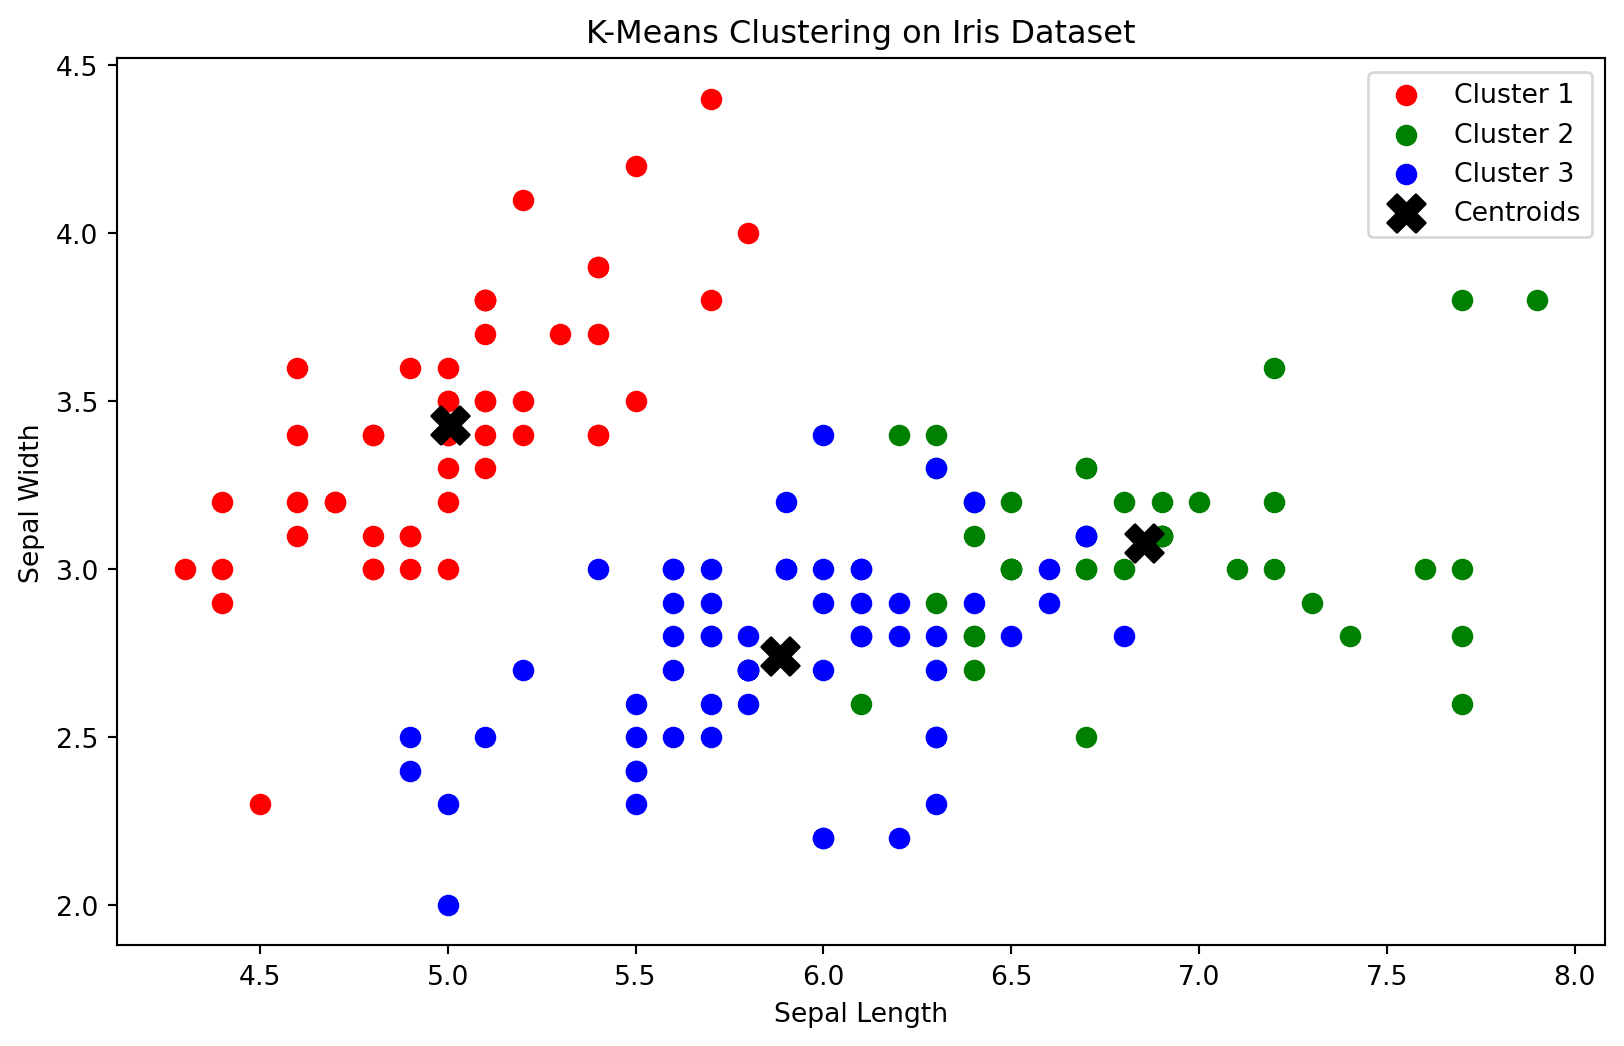 K-Means Clustering on Iris Dataset
4.5
4.0
3.5
3.0
2.5
2.0
Sepal Width
Cluster 1
Cluster 2
Cluster 3
Centroids
4.5 5.0 5.5 6.0 6.5 7.0 7.5 8.0
Sepal Length